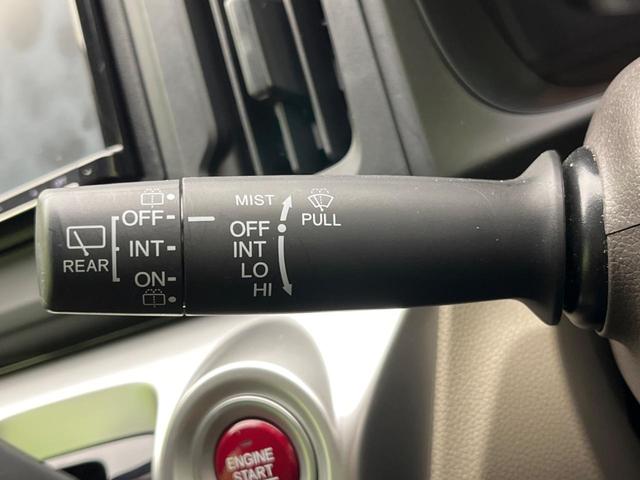 OFF
INT
REAR
ON
MIST
OFF
INT
LO
HI
PULL
ENGINE
START